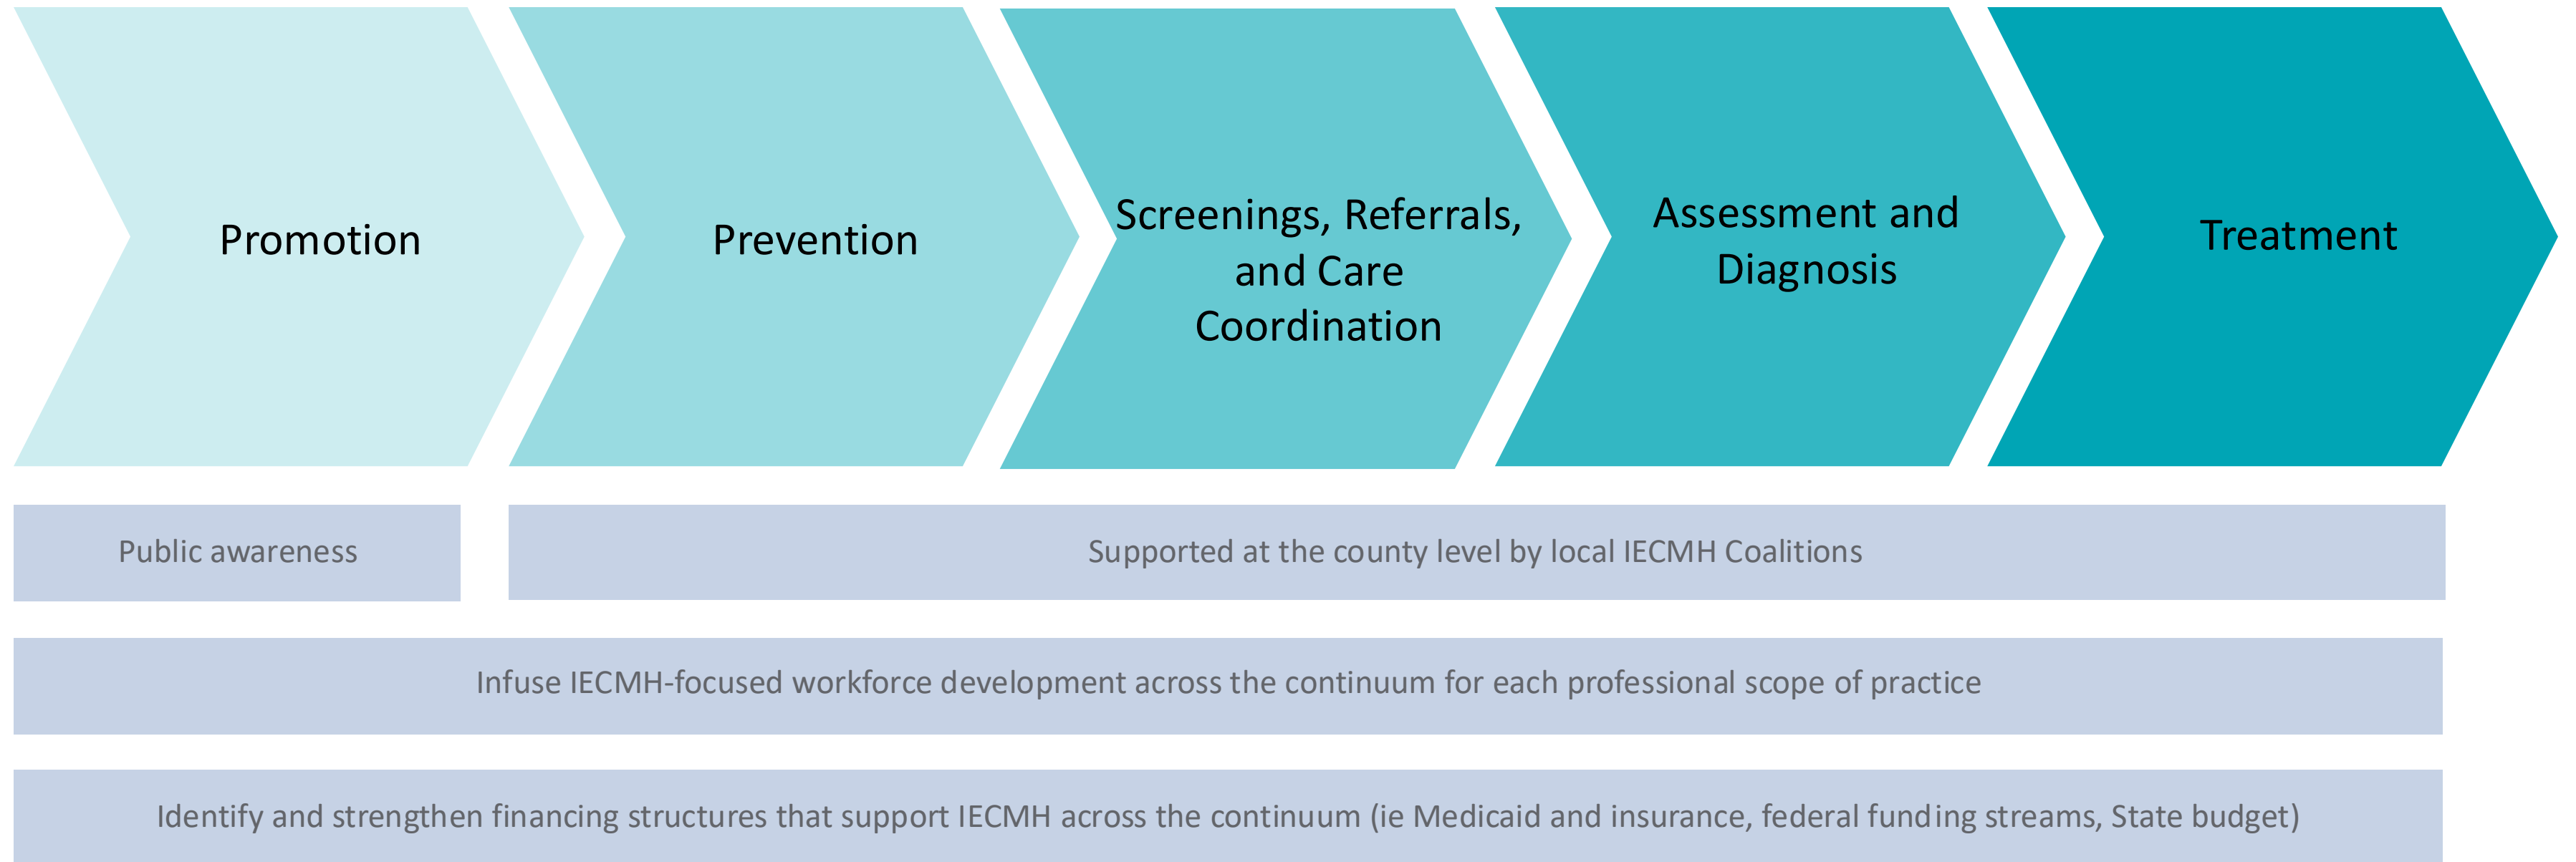 Promotion
Prevention
Screenings, Referrals,
and Care
Coordination
Assessment and
Diagnosis
Treatment
Public awareness
Supported at the county level by local IECMH Coalitions
Infuse IECMH-focused workforce development across the continuum for each professional scope of practice
Identify and strengthen financing structures that support IECMH across the continuum (ie Medicaid and insurance, federal funding streams, State budget)